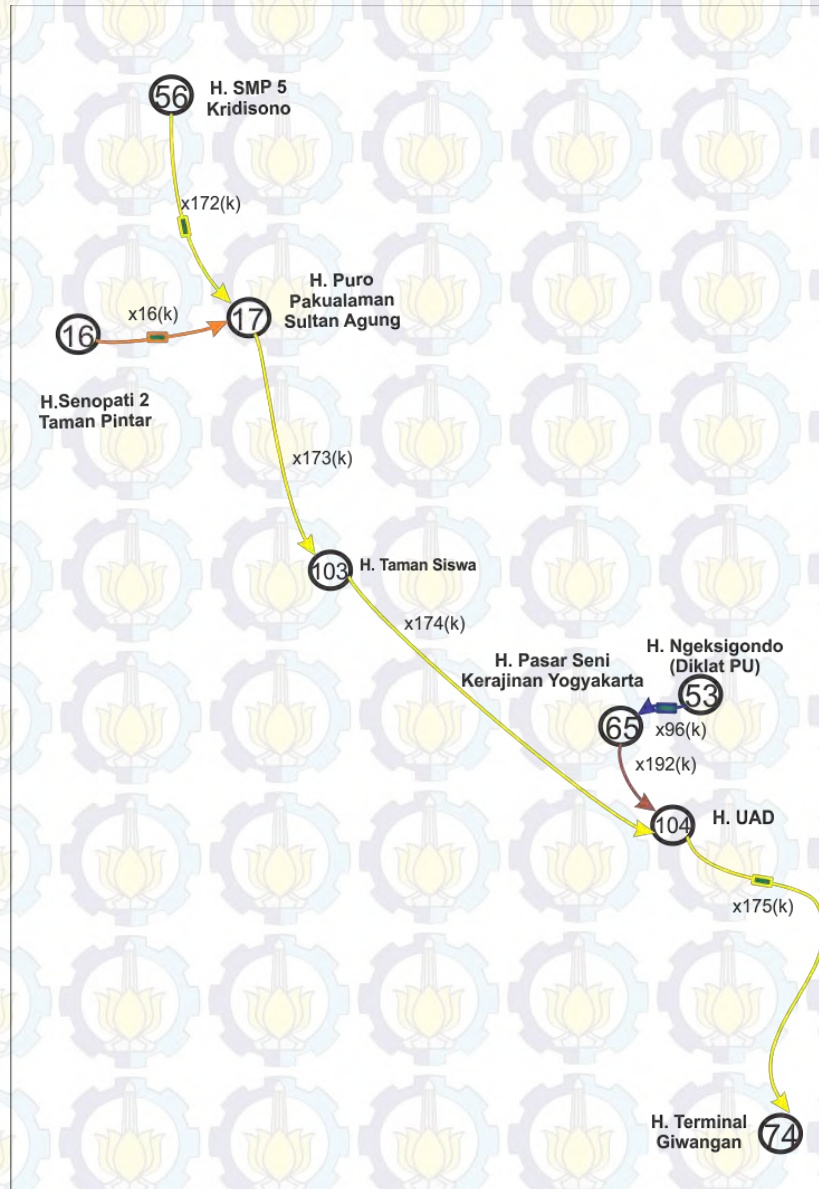 56
H. SMP 5
Kridisono
x172(k)
H. Puro
Pakualaman
Sultan Agung
x16(k)
17
16
H.Senopati 2
Taman Pintar
x173(k)
103
H. Taman Siswa
x174(k)
H. Pasar Seni
Kerajinan Yogyakarta
H. Ngeksigondo
(Diklat PU)
53
65
x96(k)
x192(k)
104
H. UAD
x175(k)
H. Terminal
Giwangan
74